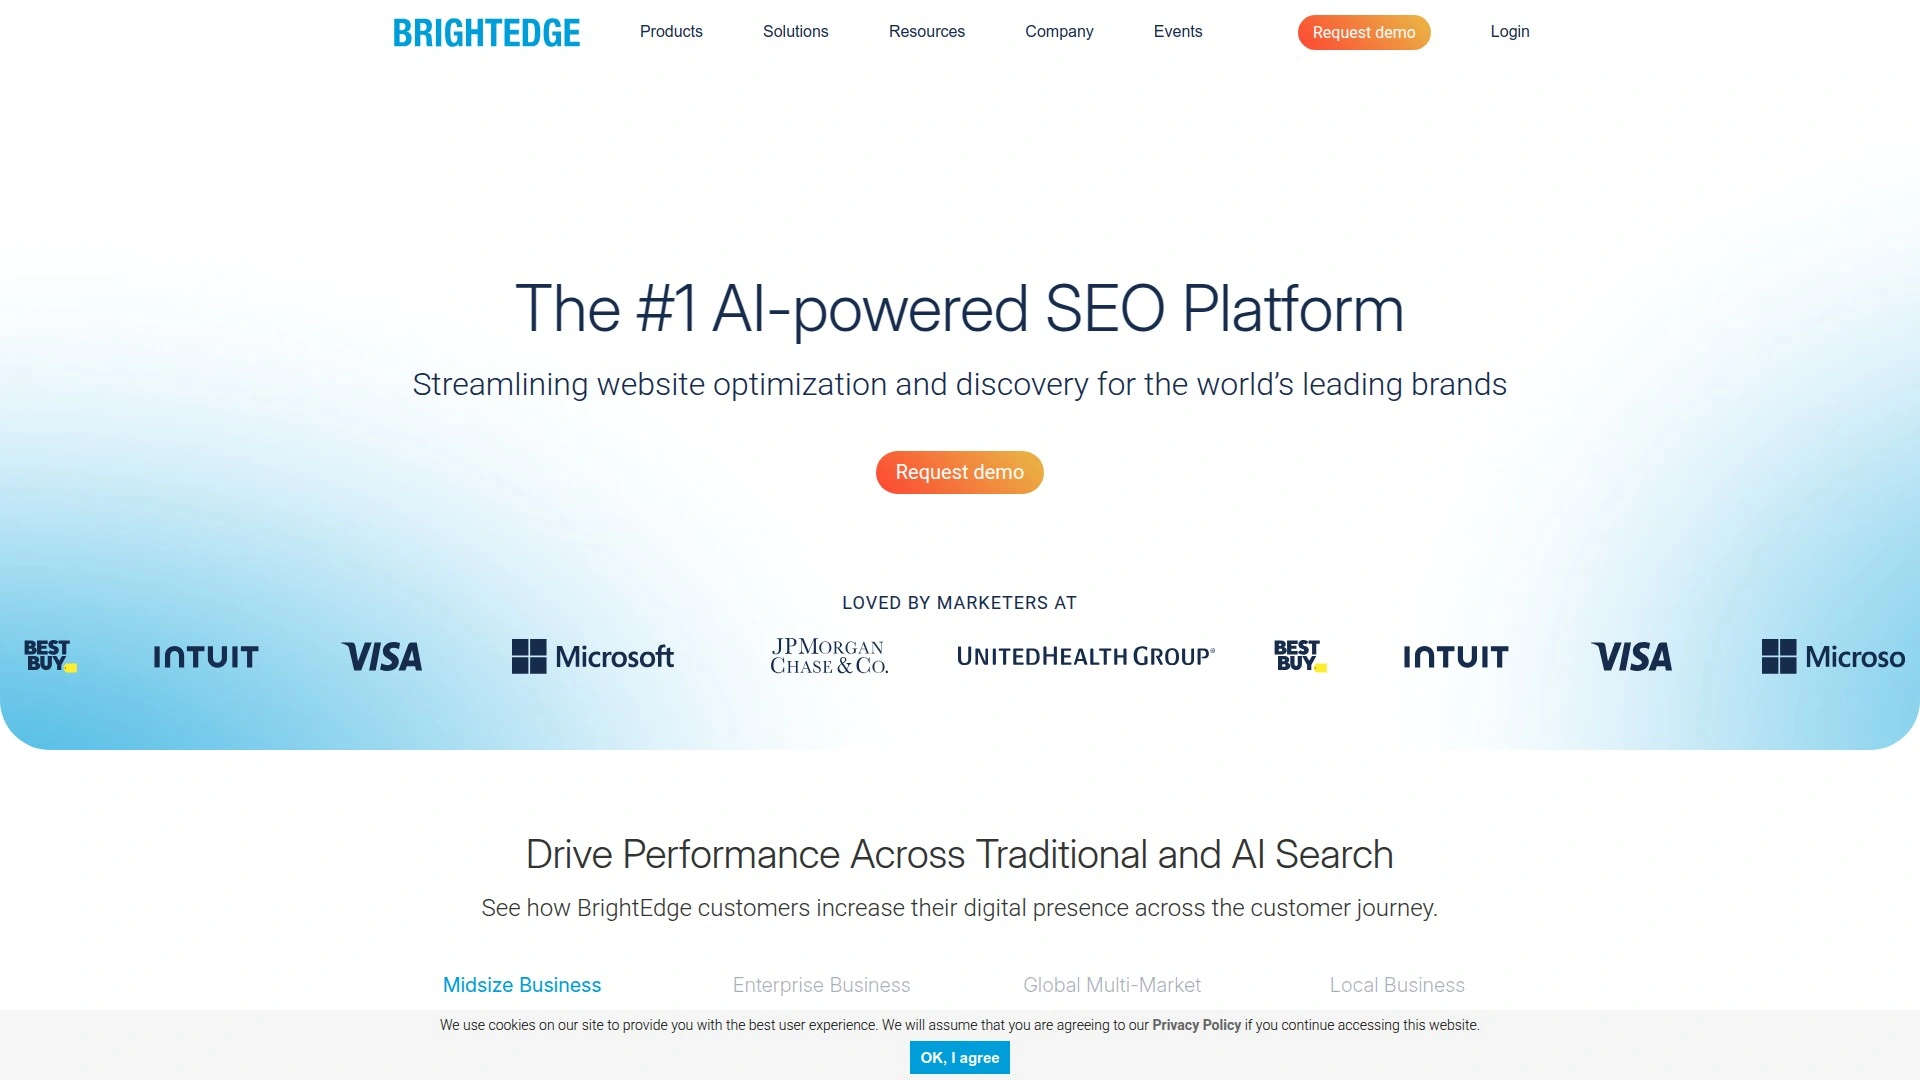 BRIGHTEDGE
Products
Solutions
Resources
Company
Events
Request demo
Login
The #1 AI-powered SEO Platform
Streamlining website optimization and discovery for the world’s leading brands
Request demo
LOVED BY MARKETERS AT
BEST BUY
INTUIT
VISA
Microsoft
JPMORGAN CHASE & CO.
UNITEDHEALTH GROUP®
BEST BUY
INTUIT
VISA
Microso
Drive Performance Across Traditional and AI Search
See how BrightEdge customers increase their digital presence across the customer journey.
Midsize Business
Enterprise Business
Global Multi-Market
Local Business
We use cookies on our site to provide you with the best user experience. We will assume that you are agreeing to our Privacy Policy if you continue accessing this website.
OK, I agree